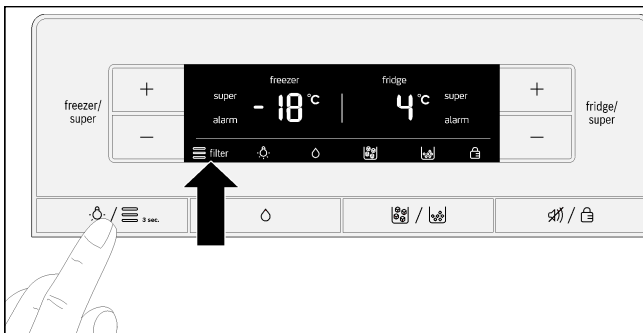 freezer/
super
+
−
freezer
super
alarm
-18°C
fridge
4°C
super
alarm
filter
+
−
fridge/
super
/
3 sec.
/
/